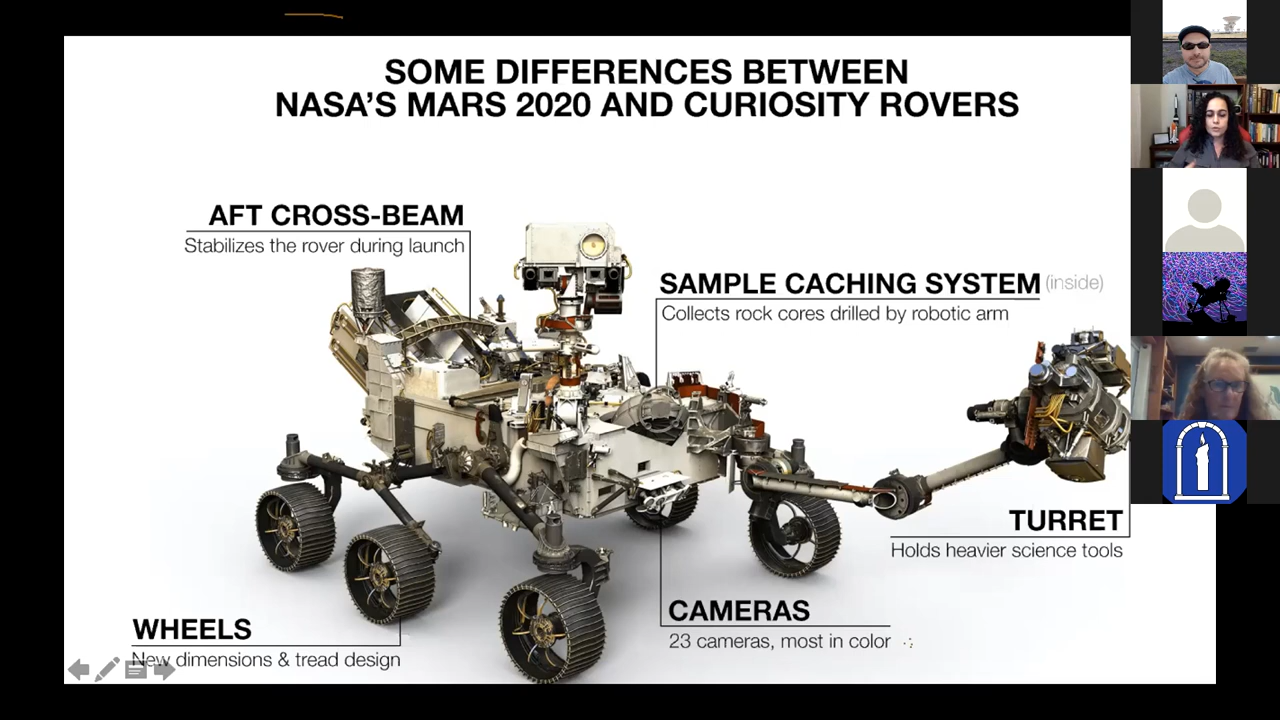 SOME DIFFERENCES BETWEEN
NASA'S MARS 2020 AND CURIOSITY ROVERS
AFT CROSS-BEAM
Stabilizes the rover during launch
SAMPLE CACHING SYSTEM (inside)
Collects rock cores drilled by robotic arm
TURRET
Holds heavier science tools
CAMERAS
23 cameras, most in color
WHEELS
New dimensions & tread design